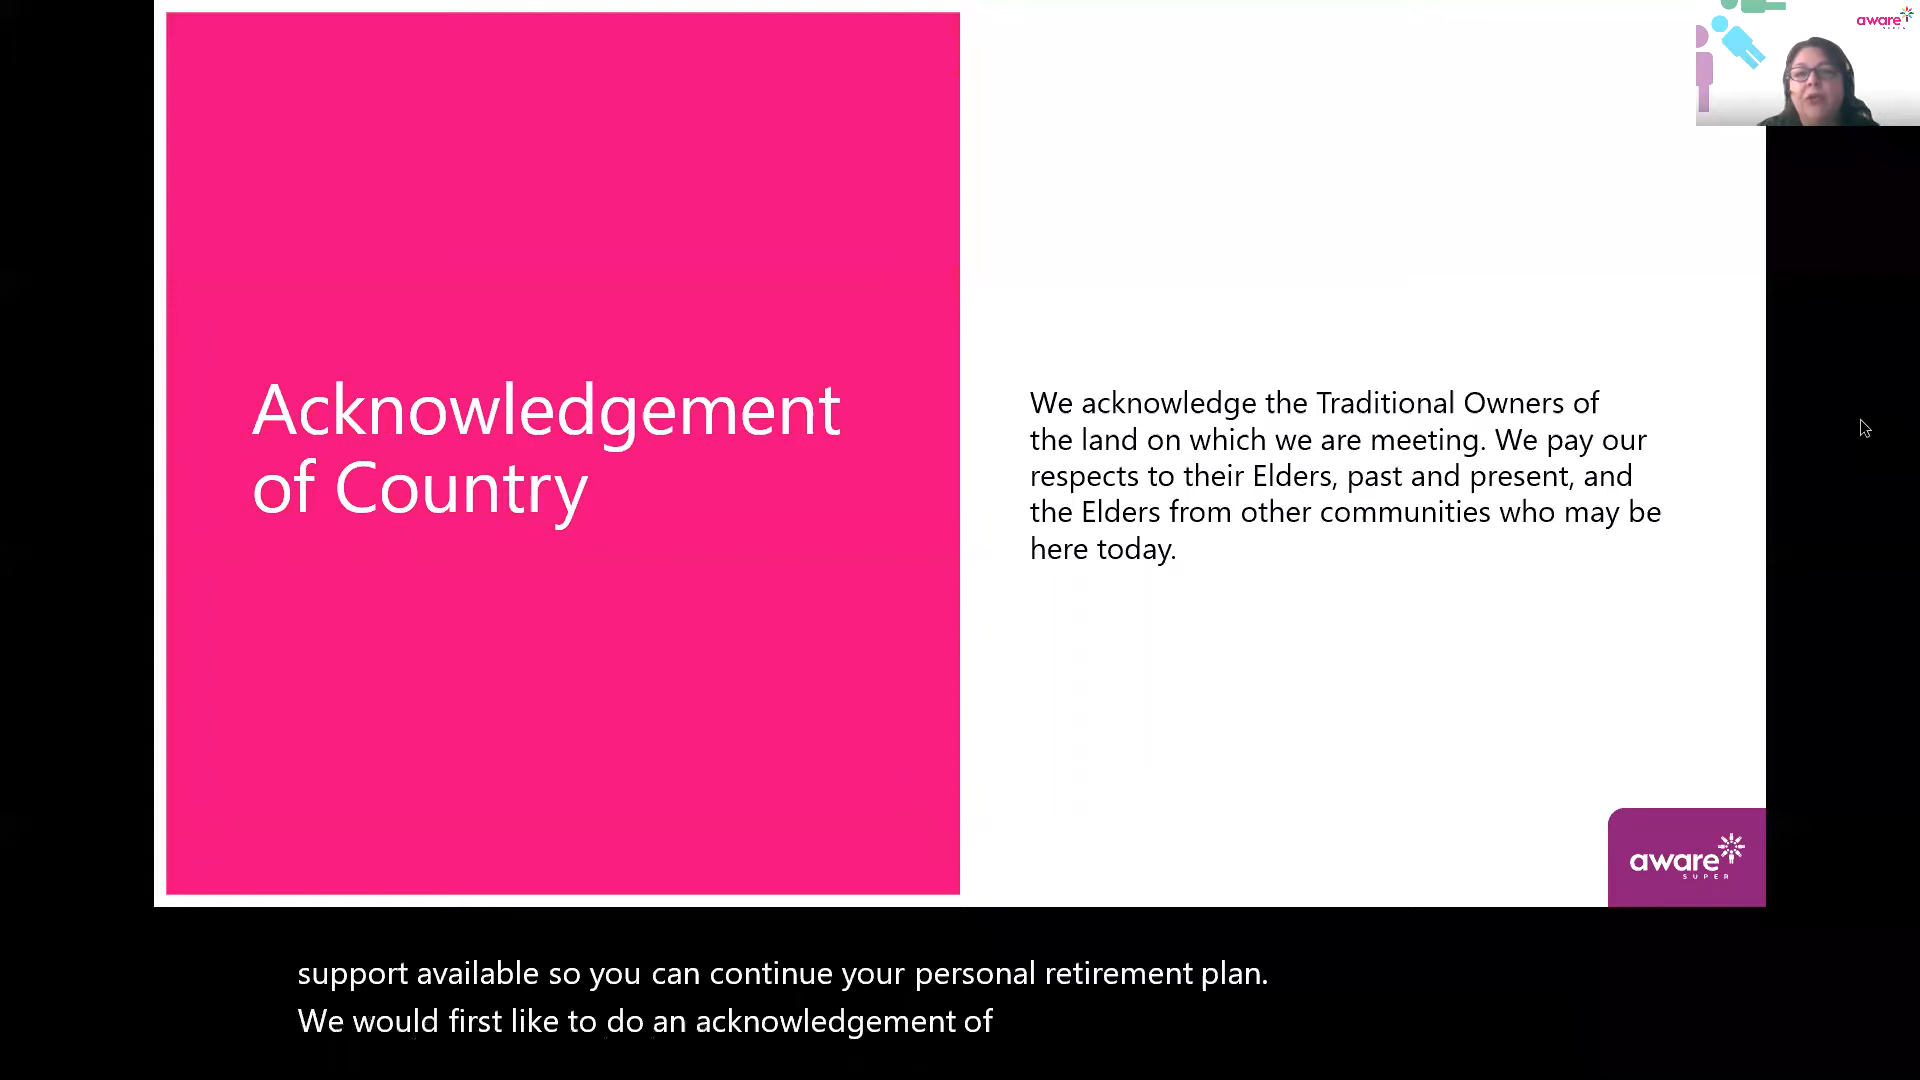 aware
SUPER
Acknowledgement
of Country
We acknowledge the Traditional Owners of
the land on which we are meeting. We pay our
respects to their Elders, past and present, and
the Elders from other communities who may be
here today.
aware
SUPER
support available so you can continue your personal retirement plan.
We would first like to do an acknowledgement of